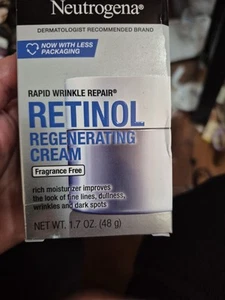 Neutrogena®
DERMATOLOGIST RECOMMENDED BRAND
NOW WITH LESS
PACKAGING
RAPID WRINKLE REPAIR®
RETINOL
REGENERATING
CREAM
Fragrance Free
rich moisturizer improves
the look of fine lines, dullness,
wrinkles and dark spots
NET WT. 1.7 OZ. (48 g)